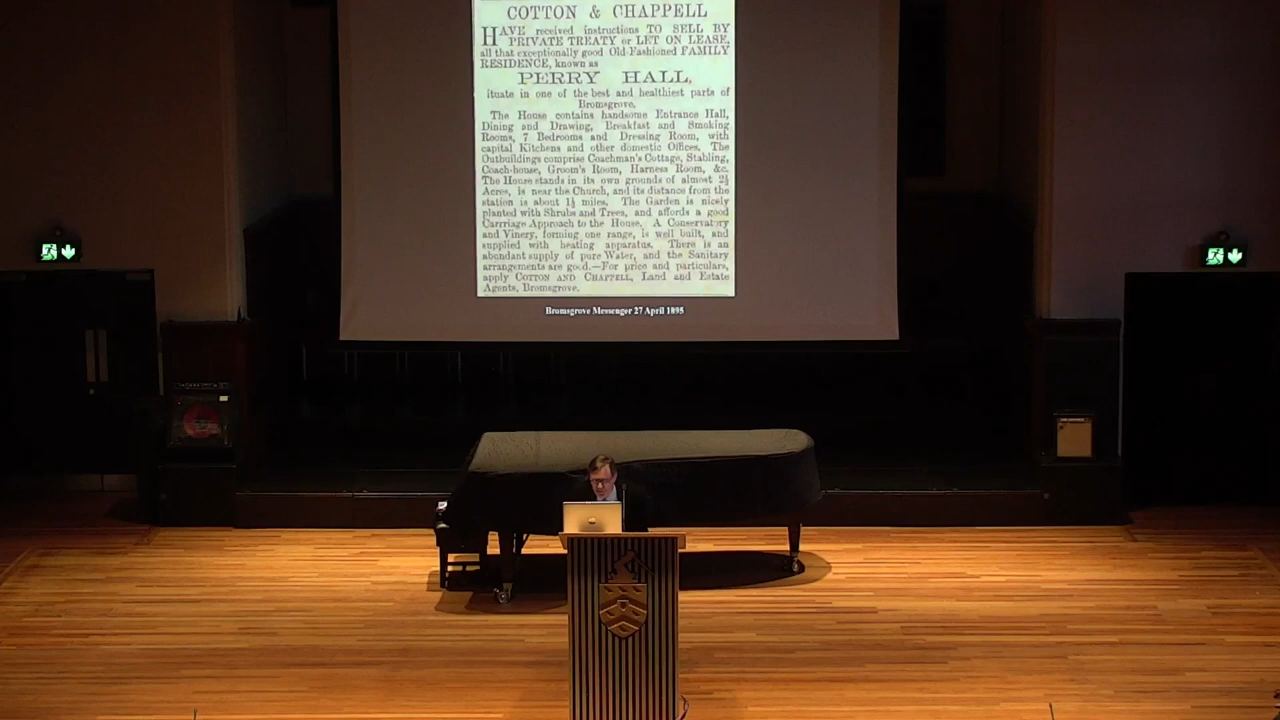 COTTON & CHAPPELL
HAVE received instructions TO SELL BY
PRIVATE TREATY or LET ON LEASE,
all that exceptionally good Old-Fashioned FAMILY
RESIDENCE, known as
PERRY HALL,
ituate in one of the best and healthiest parts of
Bromsgrove.
The House contains handsome Entrance Hall,
Dining and Drawing, Breakfast and Smoking
Rooms, 7 Bedrooms and Dressing Room, with
capital Kitchens and other domestic Offices. The
Outbuildings comprise Coachman's Cottage, Stabling,
Coach-house, Groom's Room, Harness Room, &c.
The House stands in its own grounds of almost 2½
Acres, is near the Church, and its distance from the
station is about 1½ miles. The Garden is nicely
planted with Shrubs and Trees, and affords a good
Carrriage Approach to the House. A Conservatory
and Vinery, forming one range, is well built, and
supplied with heating apparatus. There is an
abundant supply of pure Water, and the Sanitary
arrangements are good.—For price and particulars,
apply COTTON AND CHAPPELL, Land and Estate
Agents, Bromsgrove.
Bromsgrove Messenger 27 April 1895